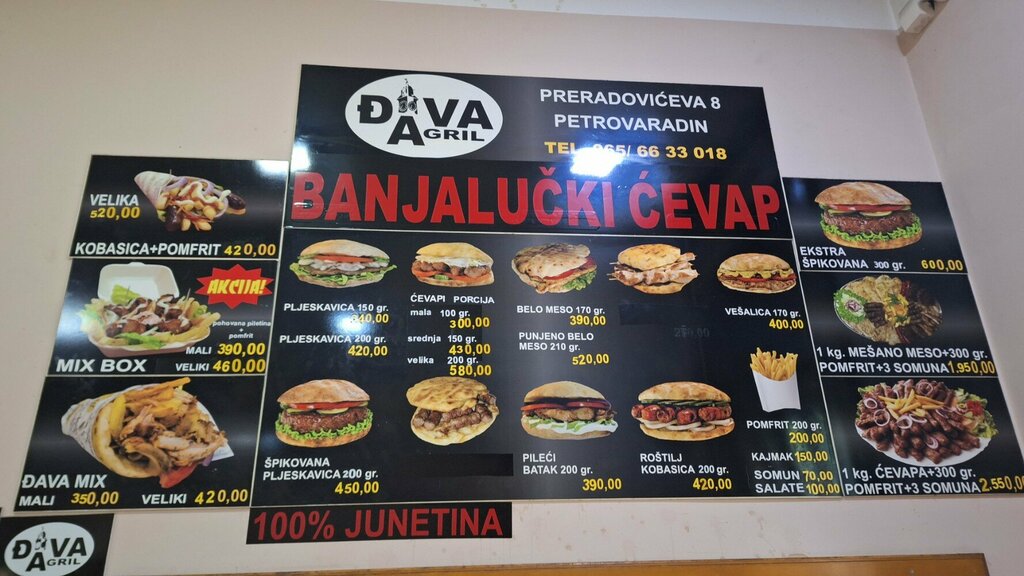 ĐAVA
GRIL
PRERADOVIĆEVA 8
PETROVARADIN
TEL. 065/ 66 33 018
BANJALUČKI ĆEVAP
VELIKA
520,00
KOBASICA+POMFRIT 420,00
AKCIJA!
pohovana piletina
+
pomfrit
MALI 390,00
MIX BOX VELIKI 460,00
ĐAVA MIX
MALI 350,00 VELIKI 420,00
PLJESKAVICA 150 gr.
340,00
PLJESKAVICA 200 gr.
420,00
ĆEVAPI PORCIJA
mala 100 gr.
300,00
srednja 150 gr.
430,00
velika 200 gr.
580,00
BELO MESO 170 gr.
390,00
PUNJENO BELO
MESO 210 gr.
520,00
VEŠALICA 170 gr.
400,00
ŠPIKOVANA
PLJESKAVICA 200 gr.
450,00
PILEĆI
BATAK 200 gr.
390,00
ROŠTILJ
KOBASICA 200 gr.
420,00
POMFRIT 200 gr.
200,00
KAJMAK 150,00
SOMUN 70,00
SALATE 100,00
EKSTRA
ŠPIKOVANA 300 gr. 600,00
1 kg. MEŠANO MESO+300 gr.
POMFRIT+3 SOMUNA 1.950,00
1 kg. ĆEVAPA+300 gr.
POMFRIT+3 SOMUNA 2.550,00
100% JUNETINA
ĐAVA
GRIL